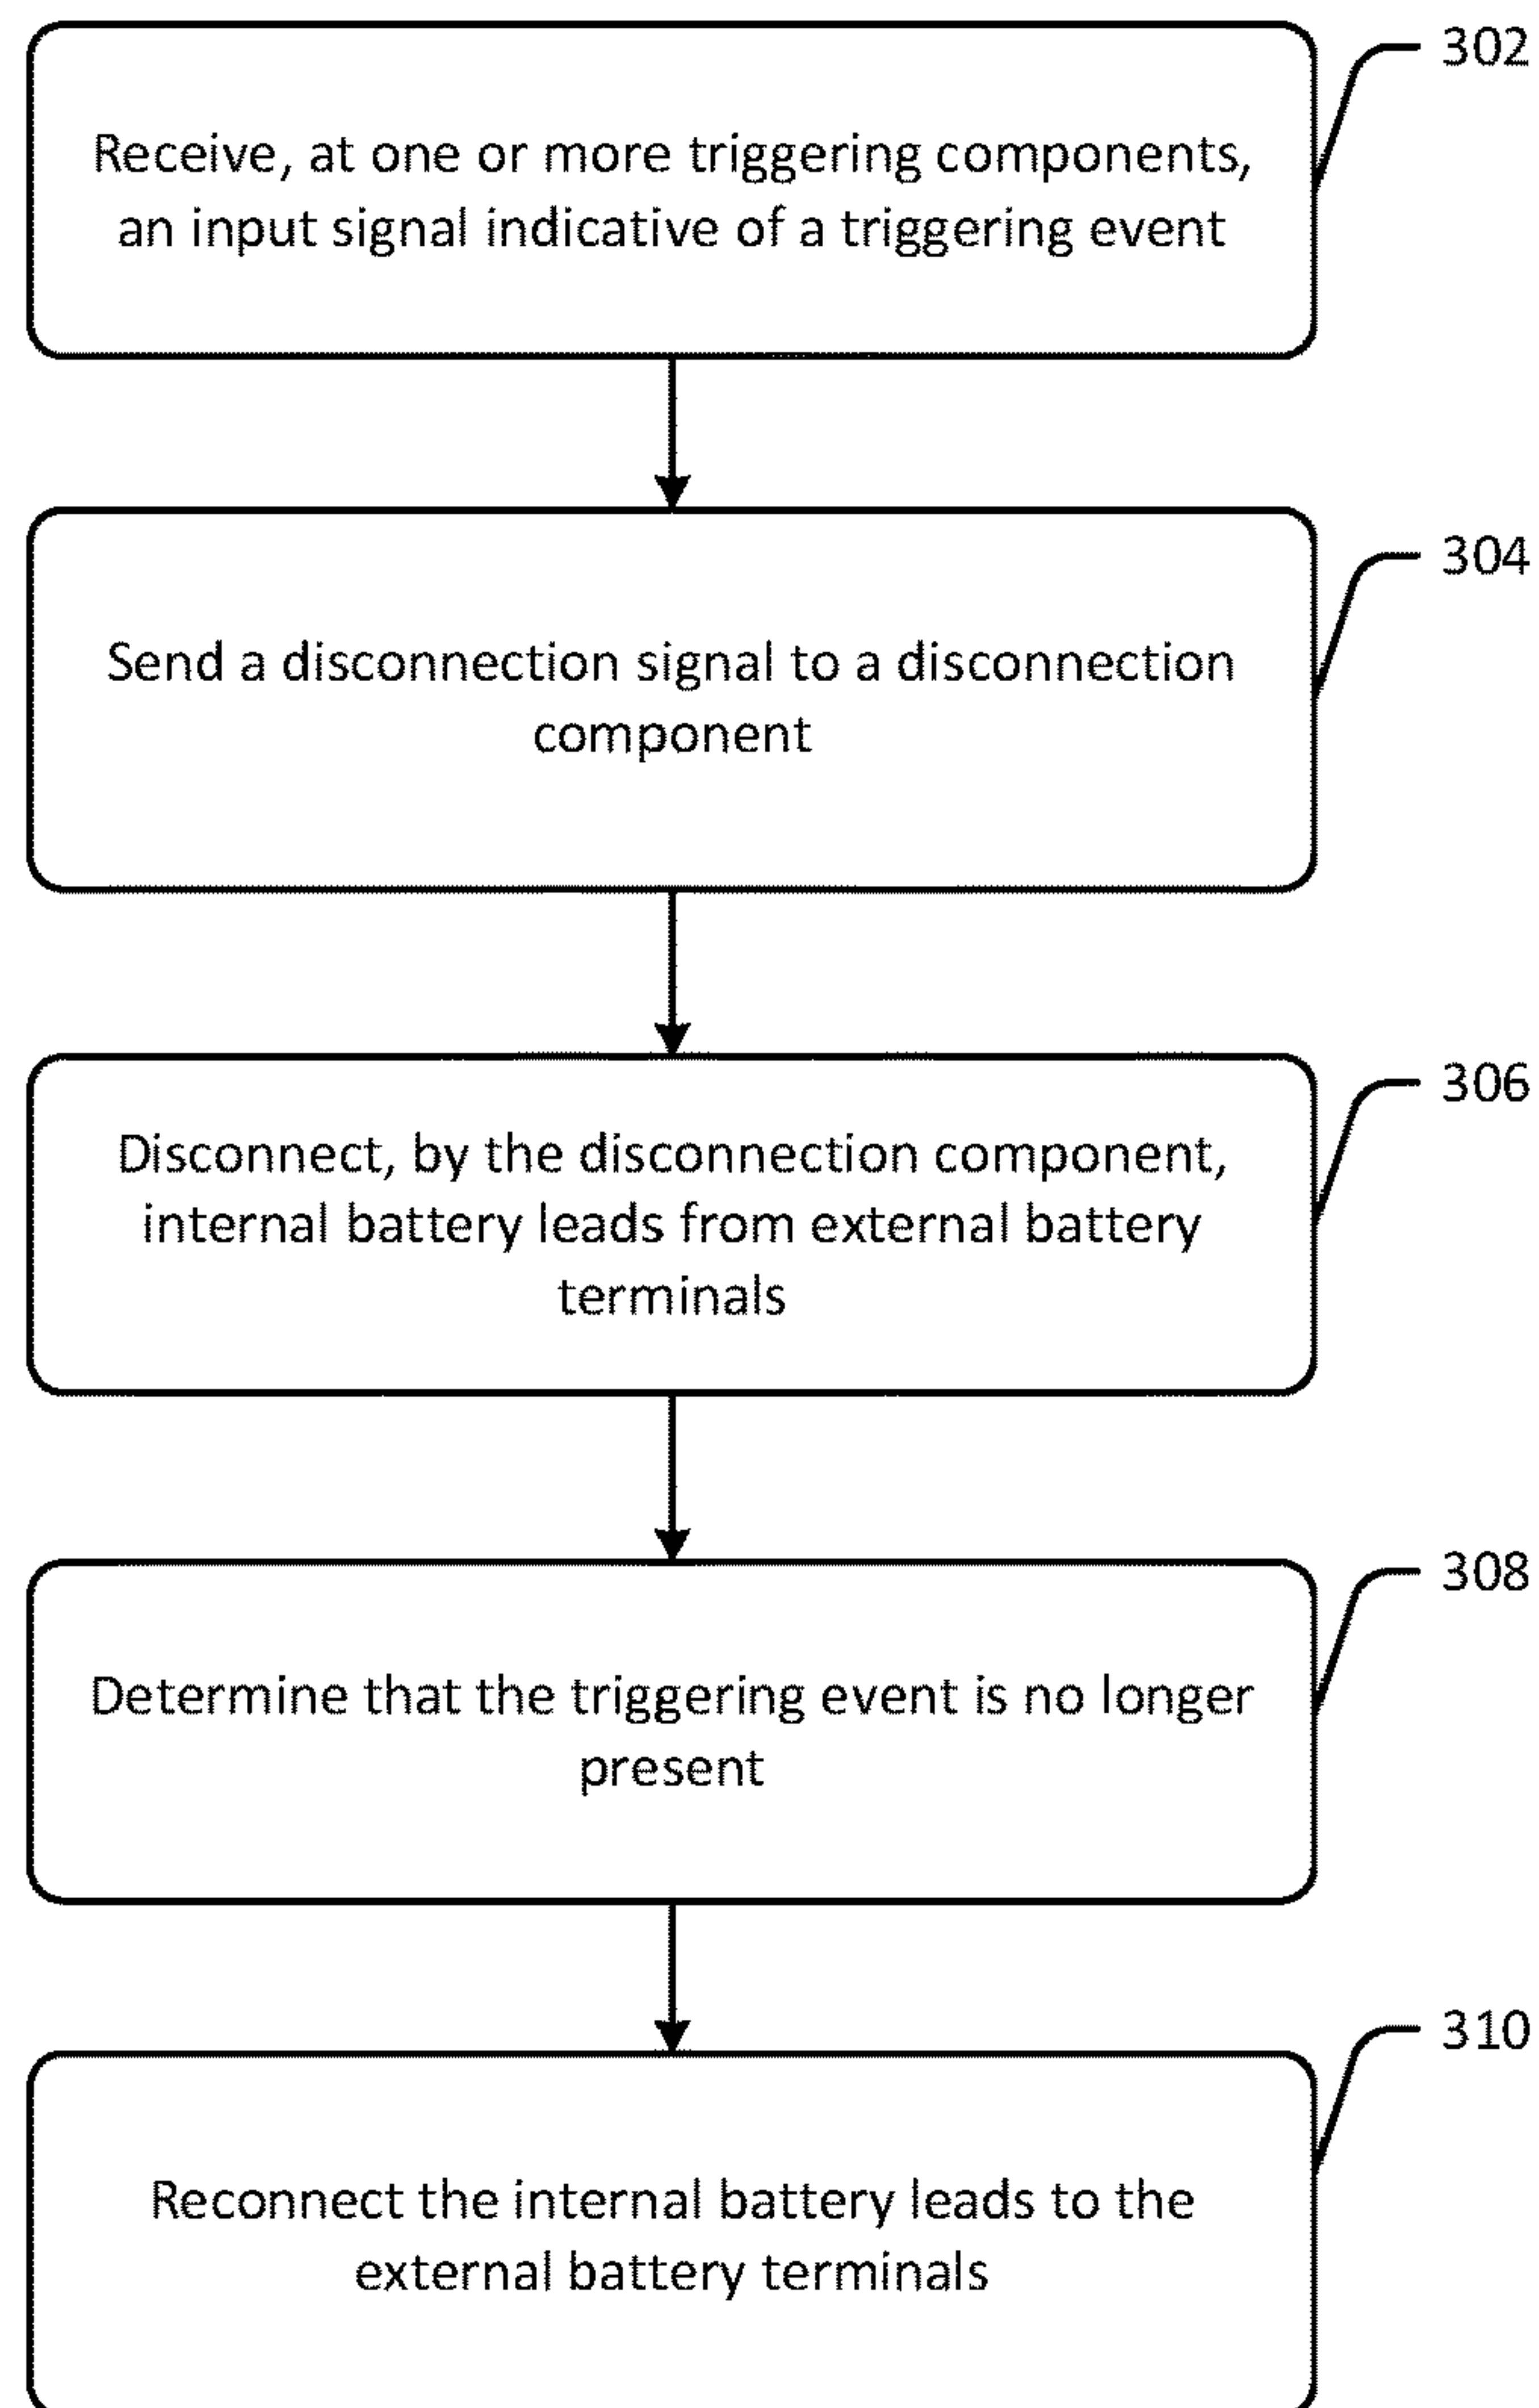 302
Receive, at one or more triggering components,
an input signal indicative of a triggering event
304
Send a disconnection signal to a disconnection
component
306
Disconnect, by the disconnection component,
internal battery leads from external battery
terminals
308
Determine that the triggering event is no longer
present
310
Reconnect the internal battery leads to the
external battery terminals